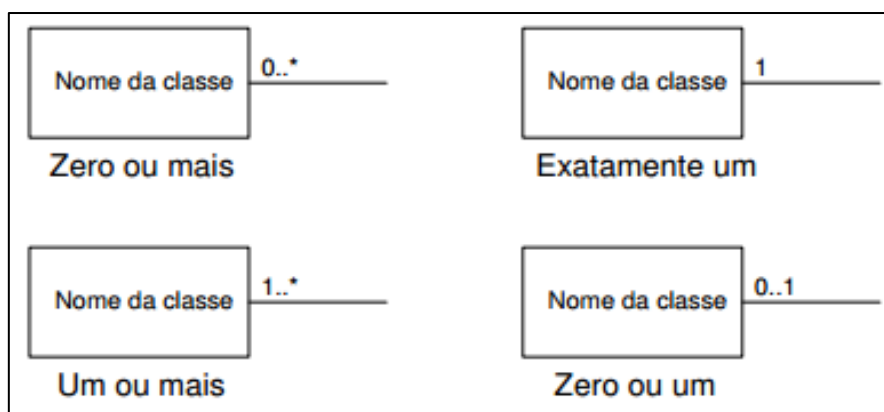 Nome da classe 0..*
Zero ou mais
Nome da classe 1
Exatamente um
Nome da classe 1..*
Um ou mais
Nome da classe 0..1
Zero ou um